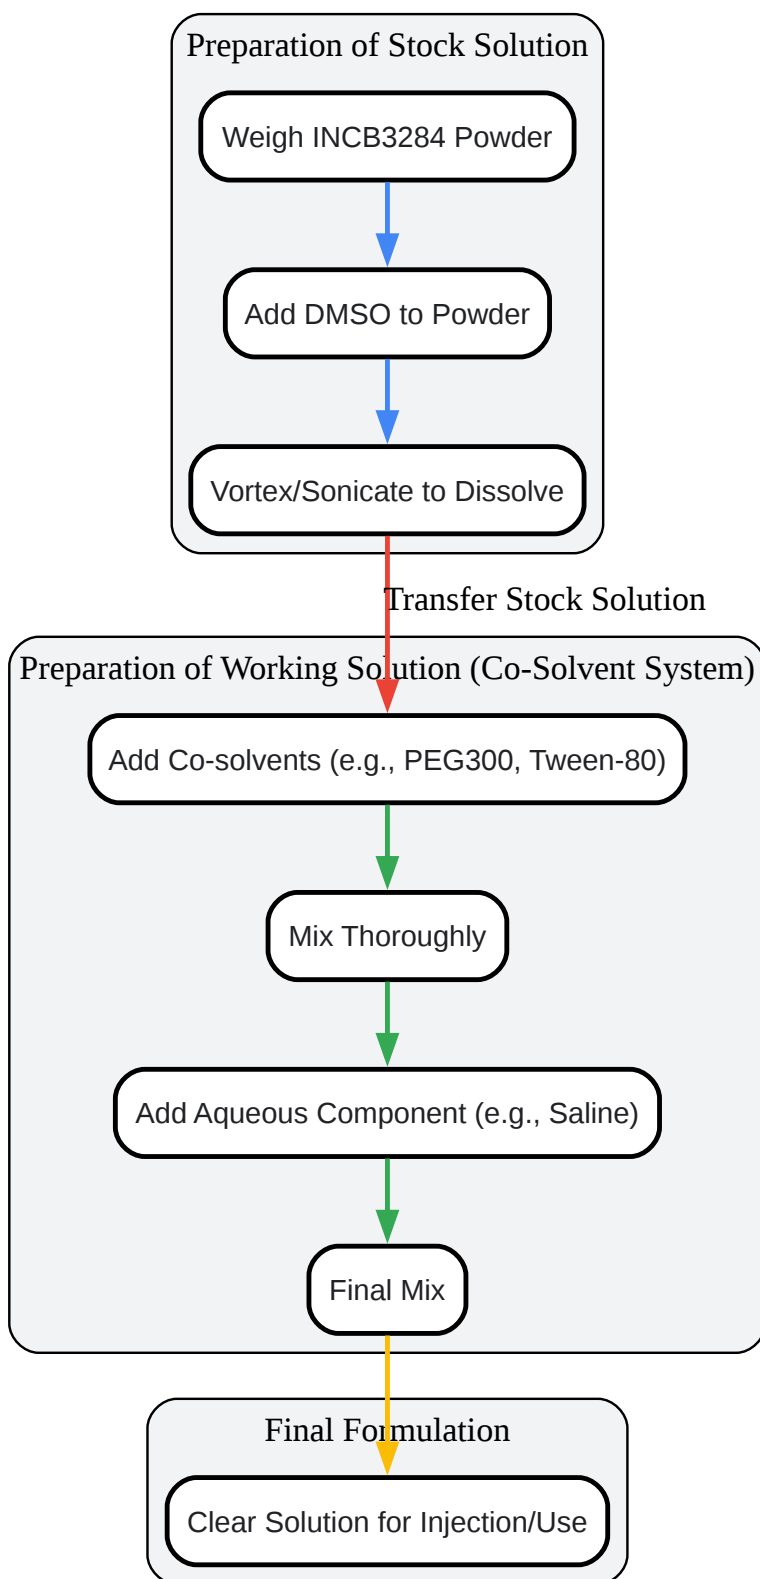 Preparation of Stock Solution
Weigh INCB3284 Powder
Add DMSO to Powder
Vortex/Sonicate to Dissolve
Transfer Stock Solution
Preparation of Working Solution (Co-Solvent System)
Add Co-solvents (e.g., PEG300, Tween-80)
Mix Thoroughly
Add Aqueous Component (e.g., Saline)
Final Mix
Final Formulation
Clear Solution for Injection/Use